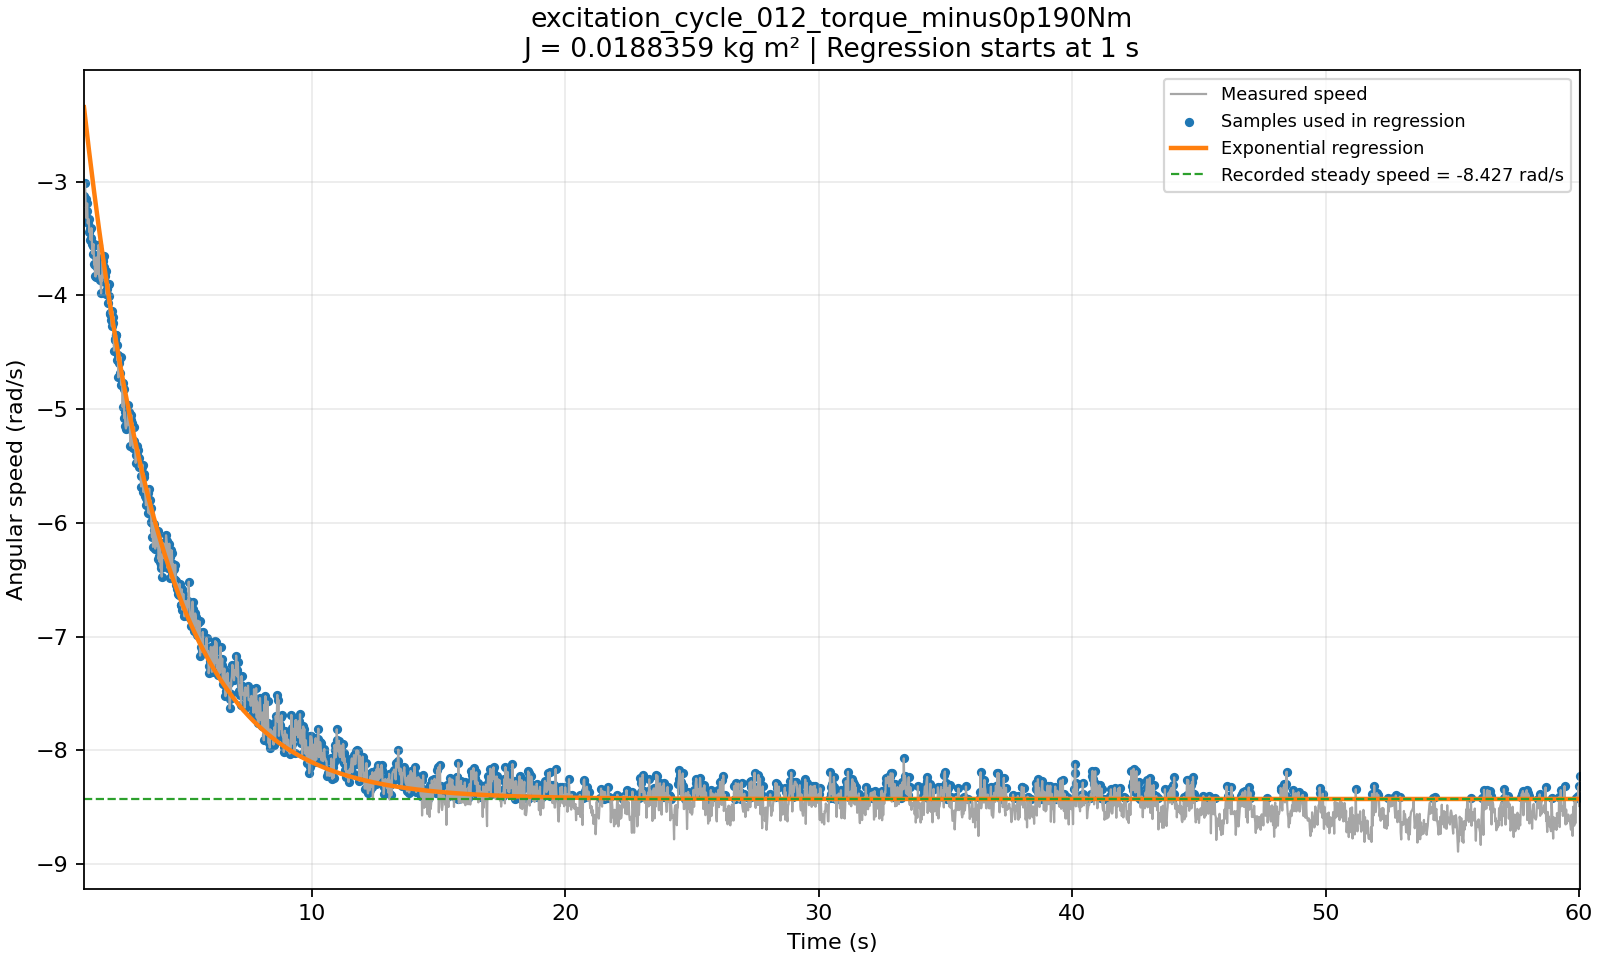 excitation_cycle_012_torque_minus0p190Nm
J = 0.0188359 kg m² | Regression starts at 1 s
Measured speed
Samples used in regression
Exponential regression
Recorded steady speed = -8.427 rad/s
Angular speed (rad/s)
−3
−4
−5
−6
−7
−8
−9
10
20
30
40
50
60
Time (s)